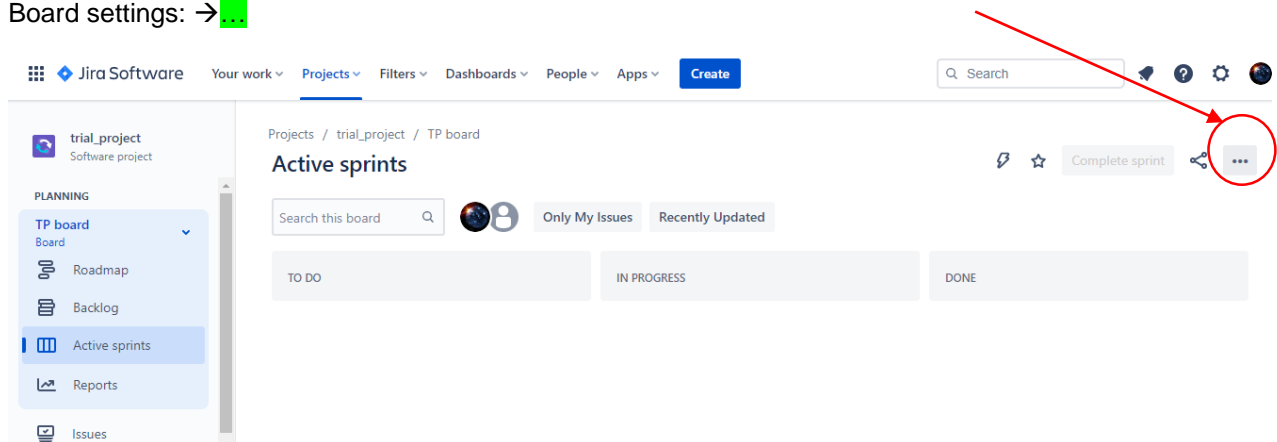 Board settings: →...
Jira Software Your work Projects Filters Dashboards People Apps Create Search
trial_project
Software project
PLANNING
TP board
Board
Roadmap
Backlog
Active sprints
Reports
Issues
Projects / trial_project / TP board
Active sprints Complete sprint
Search this board Only My Issues Recently Updated
TO DO IN PROGRESS DONE